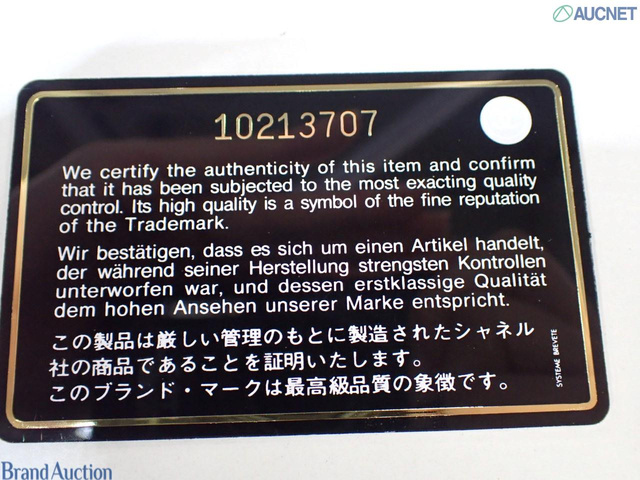 AUCNET
10213707
We certify the authenticity of this item and confirm
that it has been subjected to the most exacting quality
control. Its high quality is a symbol of the fine reputation
of the Trademark.
Wir bestätigen, dass es sich um einen Artikel handelt,
der während seiner Herstellung strengsten Kontrollen
unterworfen war, und dessen erstklassige Qualität
dem hohen Ansehen unserer Marke entspricht.
この製品は厳しい管理のもとに製造されたシャネル
社の商品であることを証明いたします。
このブランド・マークは最高級品質の象徴です。
SYSTEME BREVETE
Brand Auction